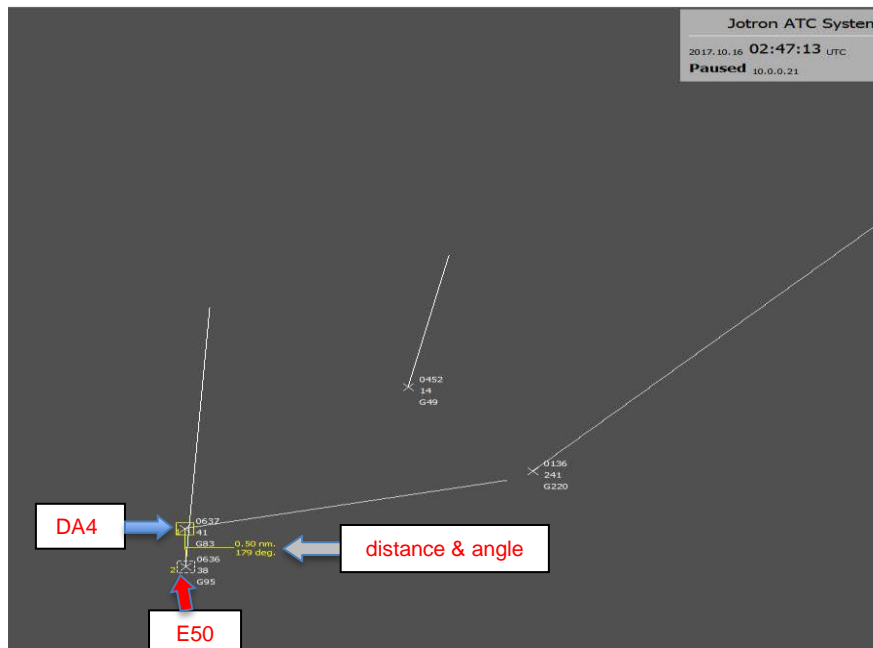 Jotron ATC System
2017.10.16 02:47:13 UTC
Paused 10.0.0.21
0452
14
G49
0136
241
G220
DA4
0637
41
G83
0.50 nm.
179 deg.
distance & angle
0636
2 38
G95
E50